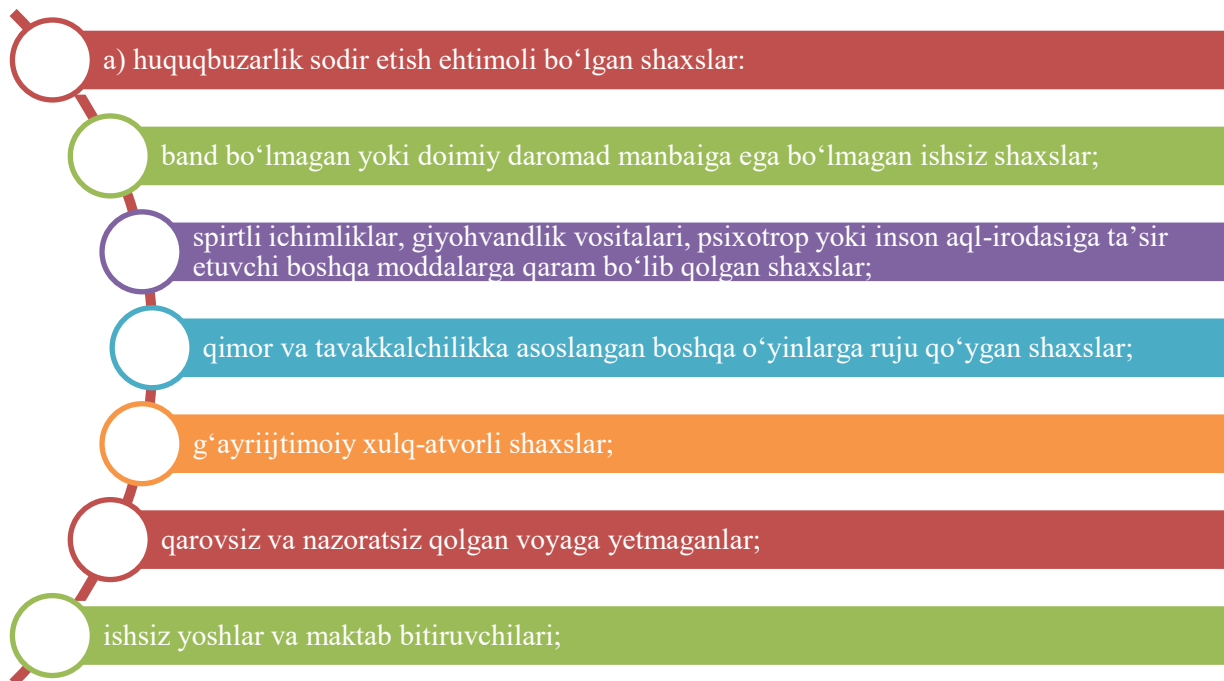 a) huquqbuzarlik sodir etish ehtimoli bo‘lgan shaxslar:
band bo‘lmagan yoki doimiy daromad manbaiga ega bo‘lmagan ishsiz shaxslar;
spirtli ichimliklar, giyohvandlik vositalari, psixotrop yoki inson aql-irodasiga ta’sir
etuvchi boshqa moddalarga qaram bo‘lib qolgan shaxslar;
qimor va tavakkalchilikka asoslangan boshqa o‘yinlarga ruju qo‘ygan shaxslar;
g‘ayriijtimoiy xulq-atvorli shaxslar;
qarovsiz va nazoratsiz qolgan voyaga yetmaganlar;
ishsiz yoshlar va maktab bitiruvchilari;